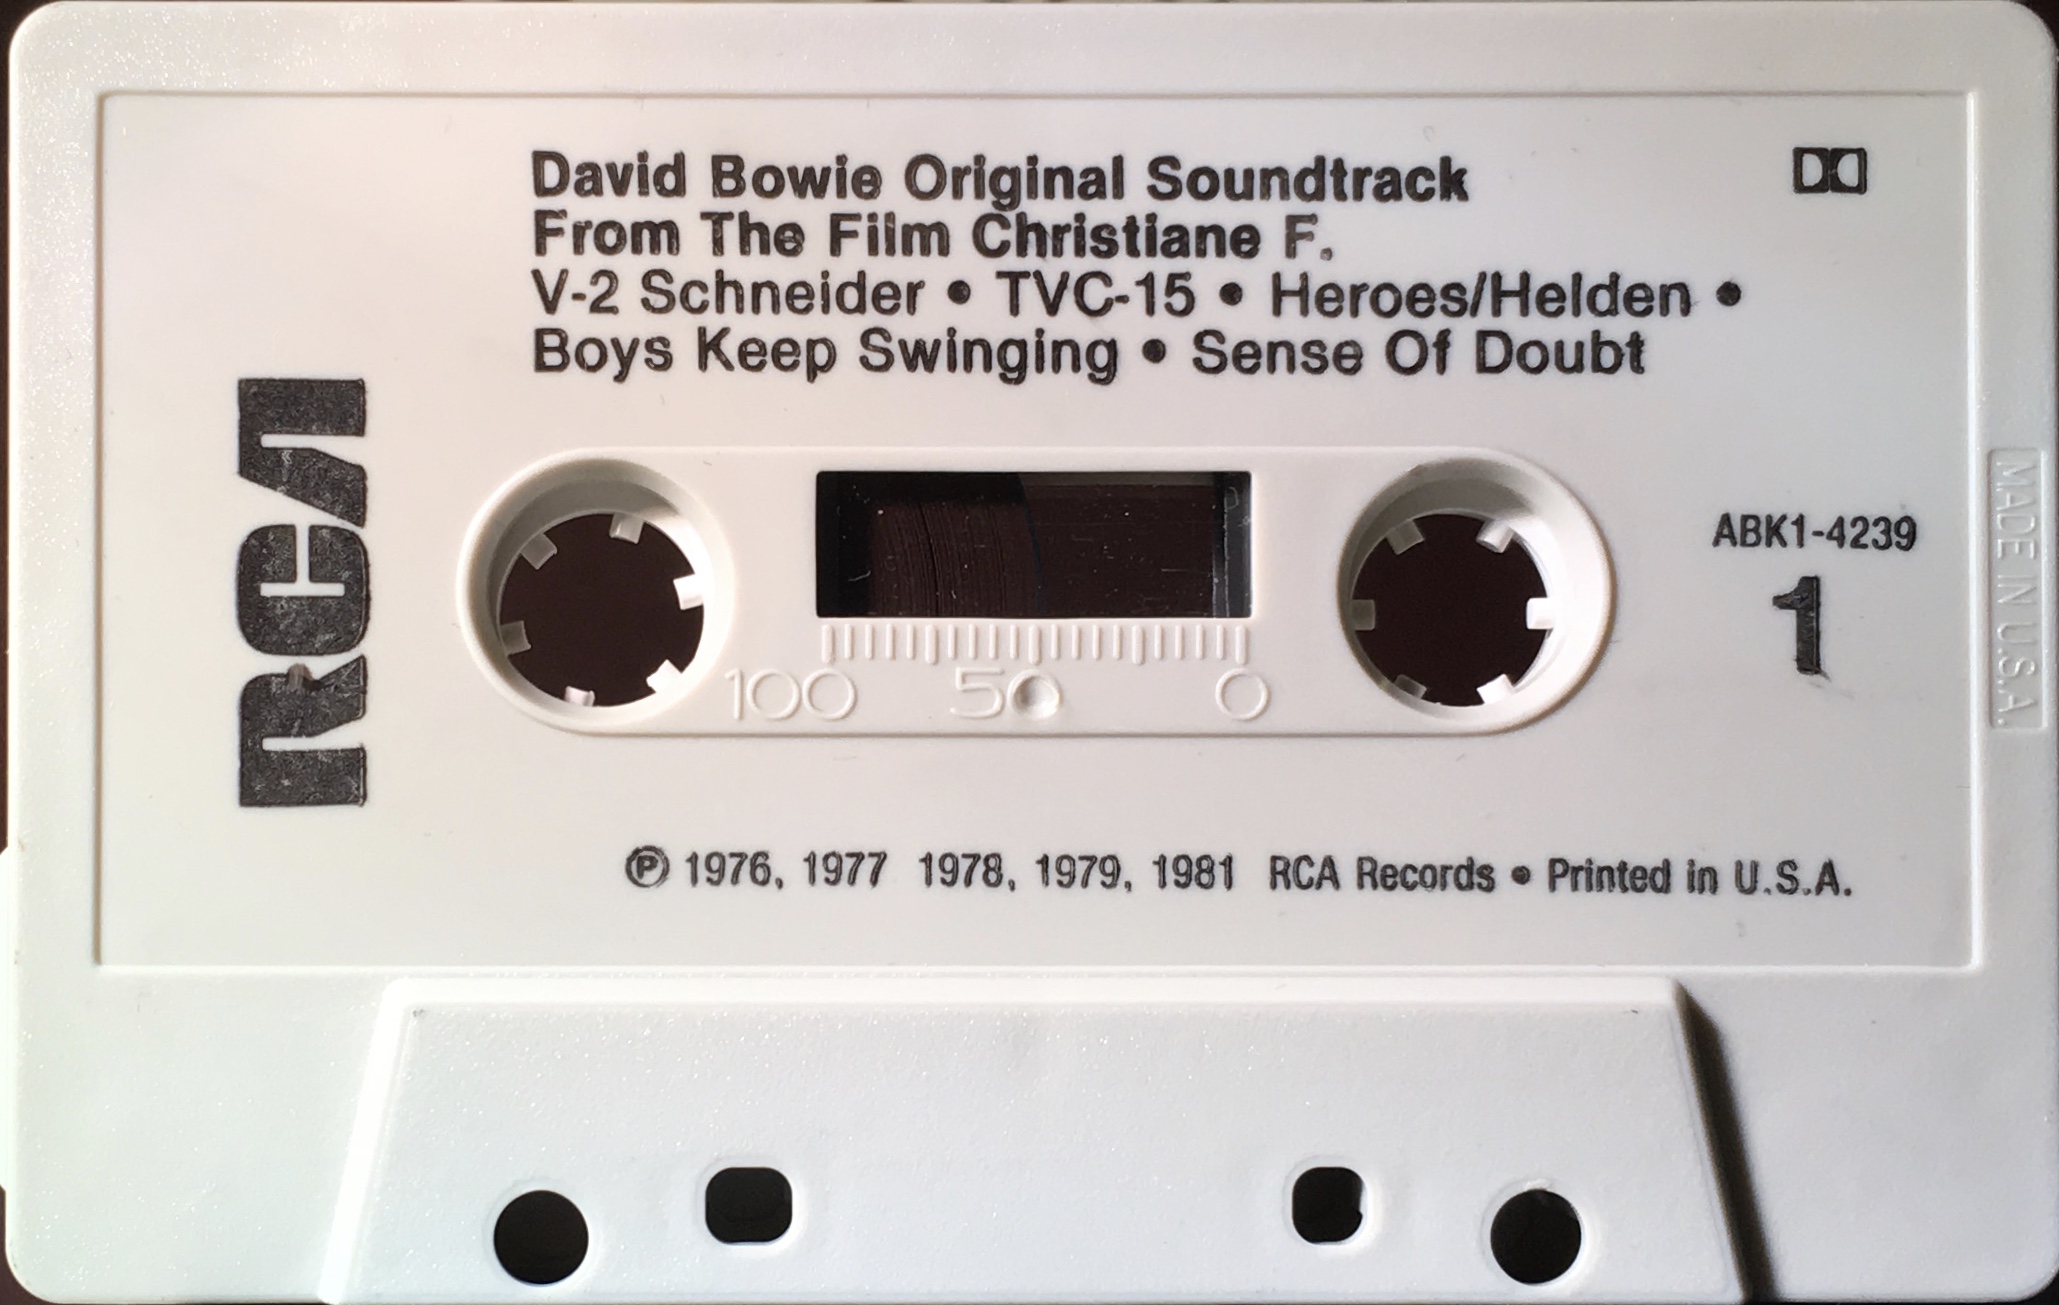 David Bowie Original Soundtrack
From The Film Christiane F.
V-2 Schneider • TVC-15 • Heroes/Helden •
Boys Keep Swinging • Sense Of Doubt
RCA
ABK1-4239
1
100 50 0
MADE IN U.S.A.
℗ 1976, 1977 1978, 1979, 1981 RCA Records • Printed in U.S.A.